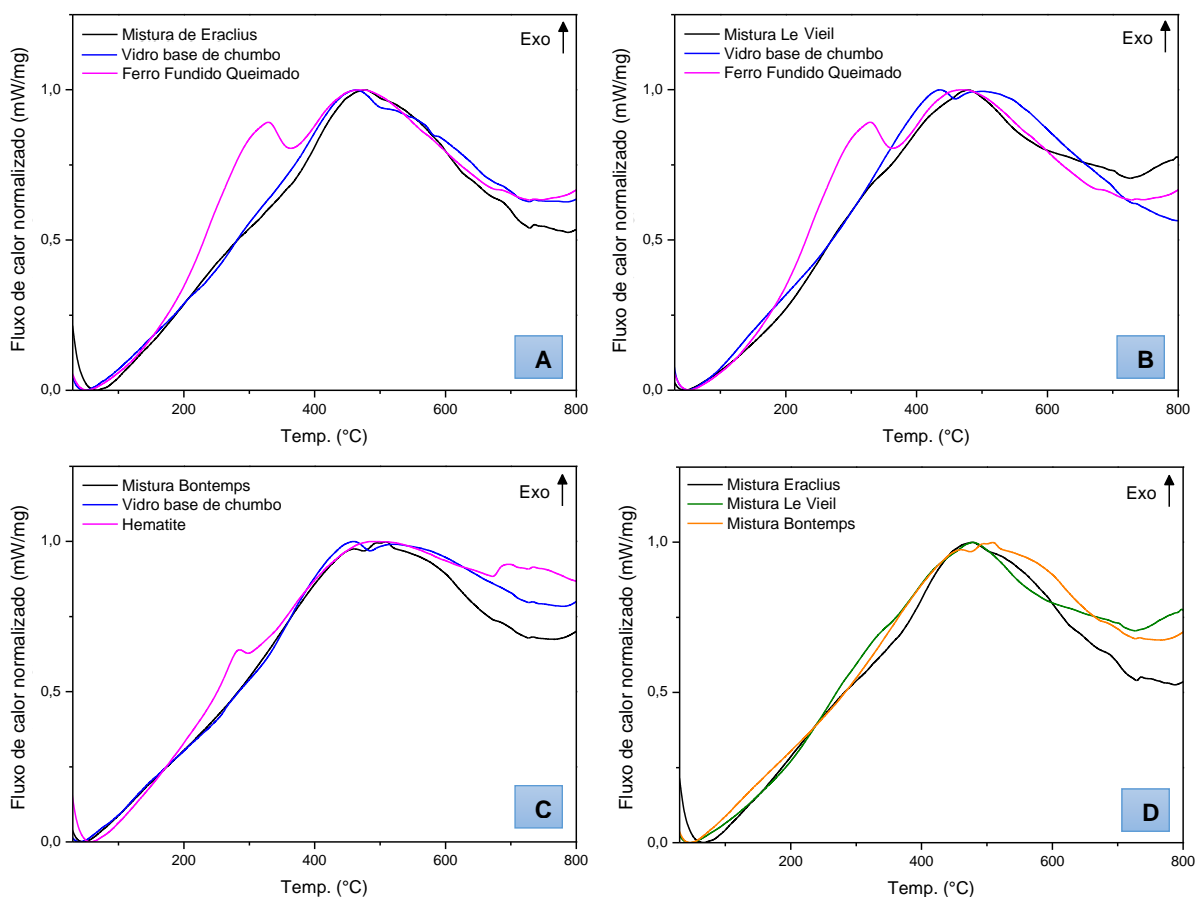 Mistura de Eraclius
Vidro base de chumbo
Ferro Fundido Queimado
Exo
Fluxo de calor normalizado (mW/mg)
1,0
0,5
0,0
A
200
400
600
800
Temp. (°C)
Mistura Le Vieil
Vidro base de chumbo
Ferro Fundido Queimado
Exo
Fluxo de calor normalizado (mW/mg)
1,0
0,5
0,0
B
200
400
600
800
Temp. (°C)
Mistura Bontemps
Vidro base de chumbo
Hematite
Exo
Fluxo de calor normalizado (mW/mg)
1,0
0,5
0,0
C
200
400
600
800
Temp. (°C)
Mistura Eraclius
Mistura Le Vieil
Mistura Bontemps
Exo
Fluxo de calor normalizado (mW/mg)
1,0
0,5
0,0
D
200
400
600
800
Temp. (°C)